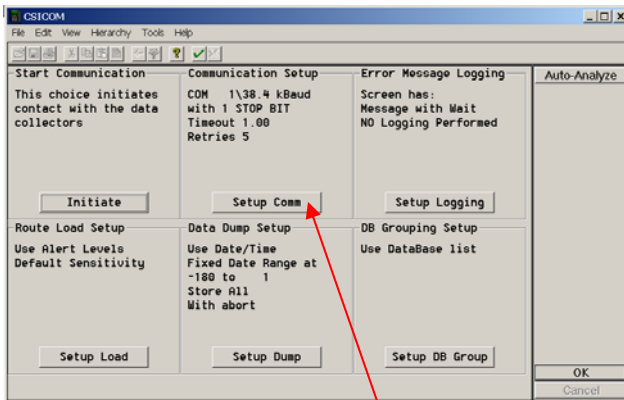 CSICOM
File Edit View Hierarchy Tools Help
Start Communication
This choice initiates
contact with the data
collectors
Initiate
Communication Setup
COM 1\38.4 kBaud
with 1 STOP BIT
Timeout 1.00
Retries 5
Setup Comm
Error Message Logging
Screen has:
Message with Wait
NO Logging Performed
Setup Logging
Route Load Setup
Use Alert Levels
Default Sensitivity
Setup Load
Data Dump Setup
Use Date/Time
Fixed Date Range at
-180 to 1
Store All
With abort
Setup Dump
DB Grouping Setup
Use DataBase list
Setup DB Group
Auto-Analyze
OK
Cancel